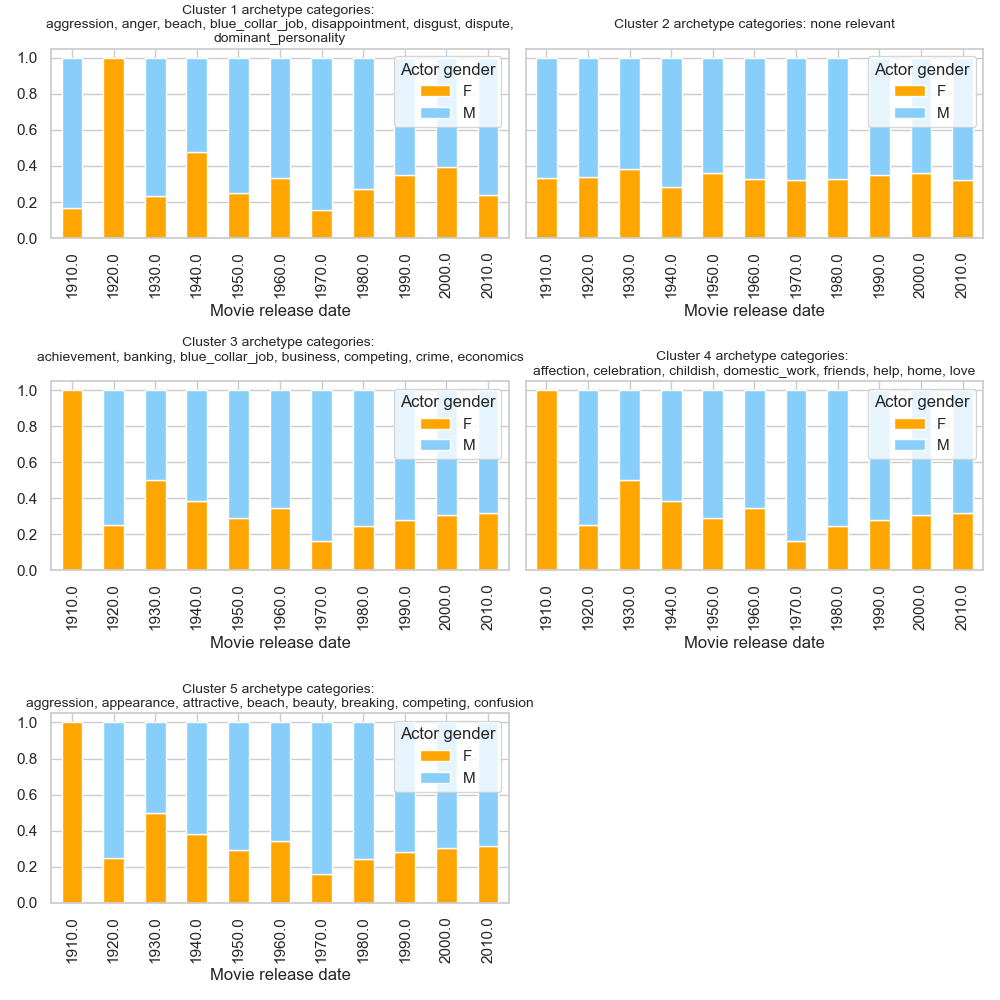 Cluster 1 archetype categories:
aggression, anger, beach, blue_collar_job, disappointment, disgust, dispute,
dominant_personality
1.0
0.8
0.6
0.4
0.2
0.0
Actor gender
F
M
1910.0
1920.0
1930.0
1940.0
1950.0
1960.0
1970.0
1980.0
1990.0
2000.0
2010.0
Movie release date
Cluster 2 archetype categories: none relevant
Actor gender
F
M
1910.0
1920.0
1930.0
1940.0
1950.0
1960.0
1970.0
1980.0
1990.0
2000.0
2010.0
Movie release date
Cluster 3 archetype categories:
achievement, banking, blue_collar_job, business, competing, crime, economics
1.0
0.8
0.6
0.4
0.2
0.0
Actor gender
F
M
1910.0
1920.0
1930.0
1940.0
1950.0
1960.0
1970.0
1980.0
1990.0
2000.0
2010.0
Movie release date
Cluster 4 archetype categories:
affection, celebration, childish, domestic_work, friends, help, home, love
Actor gender
F
M
1910.0
1920.0
1930.0
1940.0
1950.0
1960.0
1970.0
1980.0
1990.0
2000.0
2010.0
Movie release date
Cluster 5 archetype categories:
aggression, appearance, attractive, beach, beauty, breaking, competing, confusion
1.0
0.8
0.6
0.4
0.2
0.0
Actor gender
F
M
1910.0
1920.0
1930.0
1940.0
1950.0
1960.0
1970.0
1980.0
1990.0
2000.0
2010.0
Movie release date